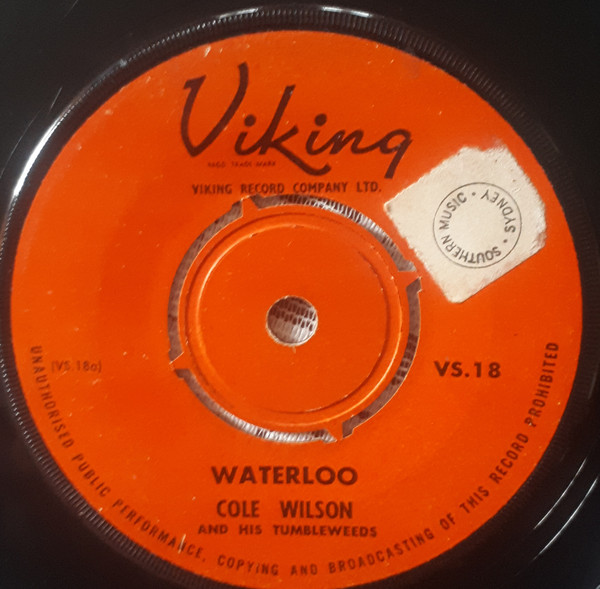 Viking
REG. TRADE MARK
VIKING RECORD COMPANY LTD.
SOUTHERN MUSIC • SYDNEY •
(VS.18a)
VS.18
WATERLOO
COLE WILSON
AND HIS TUMBLEWEEDS
UNAUTHORISED PUBLIC PERFORMANCE, COPYING AND BROADCASTING OF THIS RECORD PROHIBITED